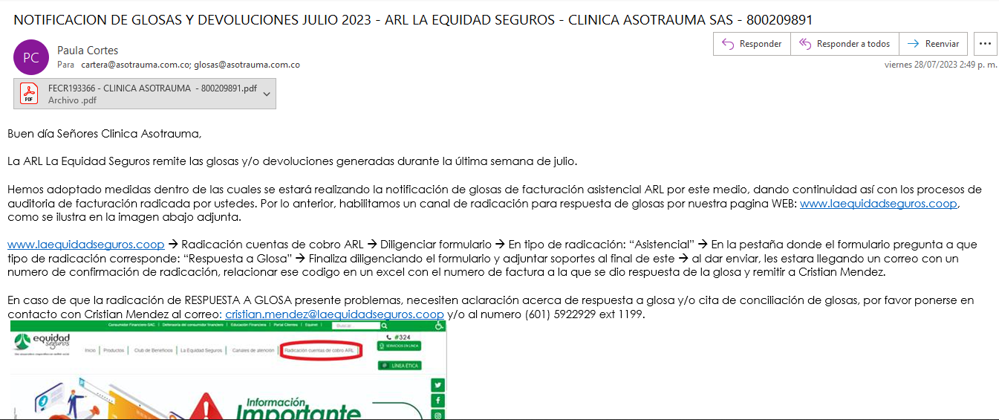 NOTIFICACION DE GLOSAS Y DEVOLUCIONES JULIO 2023 - ARL LA EQUIDAD SEGUROS - CLINICA ASOTRAUMA SAS - 800209891
PC
Paula Cortes
Para cartera@asotrauma.com.co; glosas@asotrauma.com.co
Responder
Responder a todos
Reenviar
viernes 28/07/2023 2:49 p. m.
PDF
FECR193366 - CLINICA ASOTRAUMA - 800209891.pdf
Archivo .pdf
Buen día Señores Clinica Asotrauma,
La ARL La Equidad Seguros remite las glosas y/o devoluciones generadas durante la última semana de julio.
Hemos adoptado medidas dentro de las cuales se estará realizando la notificación de glosas de facturación asistencial ARL por este medio, dando continuidad así con los procesos de
auditoria de facturación radicada por ustedes. Por lo anterior, habilitamos un canal de radicación para respuesta de glosas por nuestra pagina WEB: www.laequidadseguros.coop,
como se ilustra en la imagen abajo adjunta.
www.laequidadseguros.coop → Radicación cuentas de cobro ARL → Diligenciar formulario → En tipo de radicación: “Asistencial” → En la pestaña donde el formulario pregunta a que
tipo de radicación corresponde: “Respuesta a Glosa” → Finaliza diligenciando el formulario y adjuntar soportes al final de este → al dar enviar, les estara llegando un correo con un
numero de confirmación de radicación, relacionar ese codigo en un excel con el numero de factura a la que se dio respuesta de la glosa y remitir a Cristian Mendez.
En caso de que la radicación de RESPUESTA A GLOSA presente problemas, necesiten aclaración acerca de respuesta a glosa y/o cita de conciliación de glosas, por favor ponerse en
contacto con Cristian Mendez al correo: cristian.mendez@laequidadseguros.coop y/o al numero (601) 5922929 ext 1199.
Consumidor Financiero SAC | Defensoría del consumidor financiero | Educación Financiera | Portal Clientes | Equinet | Buscar...
equidad
seguros
#324
Inicio | Productos | Club de Beneficios | La Equidad Seguros | Canales de atención | Radicación cuentas de cobro ARL
SERVICIOS EN LINEA
LÍNEA ÉTICA
Información
Importante